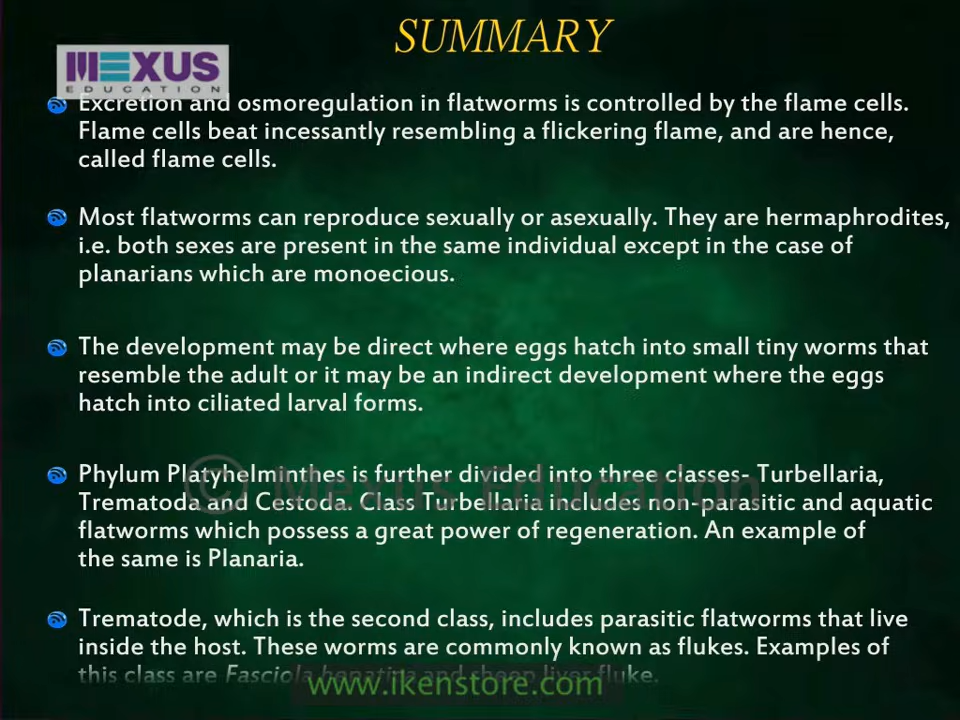 SUMMARY
MEXUS
EDUCATION
Excretion and osmoregulation in flatworms is controlled by the flame cells.
Flame cells beat incessantly resembling a flickering flame, and are hence,
called flame cells.
Most flatworms can reproduce sexually or asexually. They are hermaphrodites,
i.e. both sexes are present in the same individual except in the case of
planarians which are monoecious.
The development may be direct where eggs hatch into small tiny worms that
resemble the adult or it may be an indirect development where the eggs
hatch into ciliated larval forms.
Phylum Platyhelminthes is further divided into three classes- Turbellaria,
Trematoda and Cestoda. Class Turbellaria includes non-parasitic and aquatic
flatworms which possess a great power of regeneration. An example of
the same is Planaria.
© Mexus Education
Trematode, which is the second class, includes parasitic flatworms that live
inside the host. These worms are commonly known as flukes. Examples of
this class are Fasciola hepatica and sheep liver fluke.
www.ikenstore.com